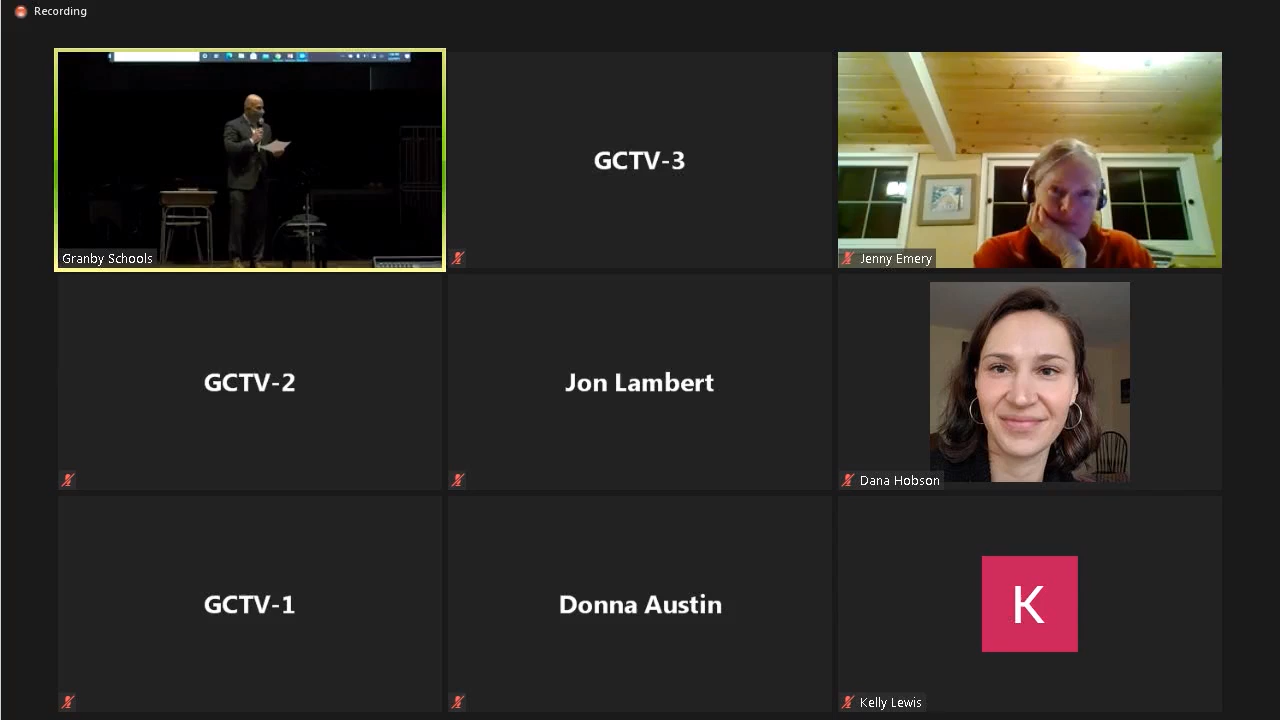 Recording
Granby Schools
GCTV-3
Jenny Emery
GCTV-2
Jon Lambert
Dana Hobson
GCTV-1
Donna Austin
K
Kelly Lewis